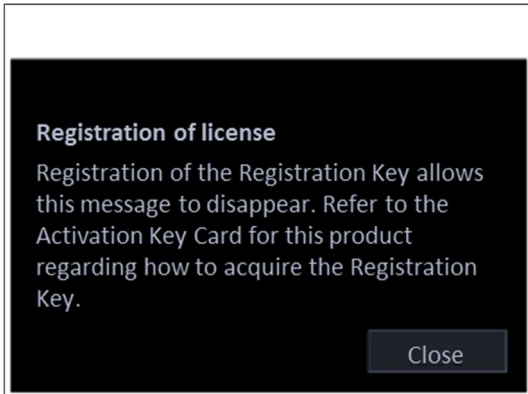 Registration of license
Registration of the Registration Key allows
this message to disappear. Refer to the
Activation Key Card for this product
regarding how to acquire the Registration
Key.
Close